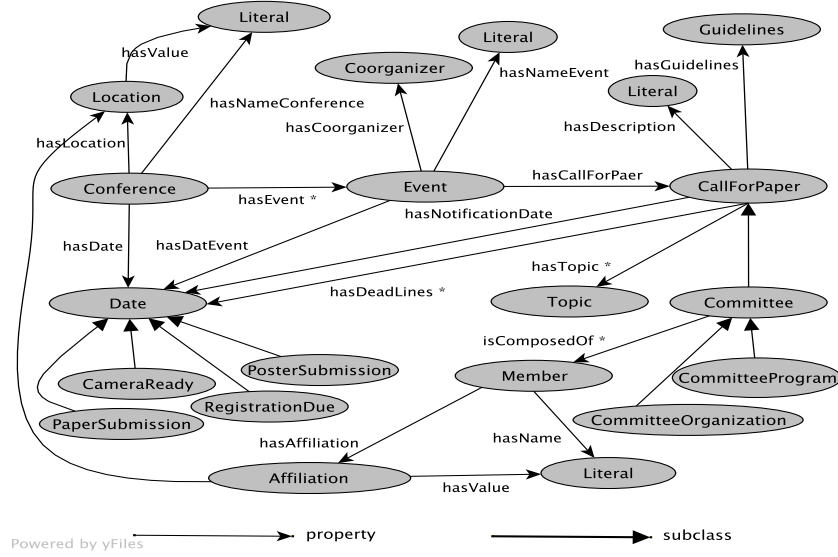 Literal
Guidelines
Literal
hasValue
Coorganizer
hasGuidelines
hasNameEvent
Literal
Location
hasNameConference
hasCoorganizer
hasDescription
hasLocation
hasCallForPaer
Conference
Event
CallForPaper
hasEvent *
hasNotificationDate
hasDate
hasDatEvent
hasTopic *
hasDeadLines *
Date
Topic
Committee
isComposedOf *
PosterSubmission
CameraReady
Member
CommitteeProgram
RegistrationDue
PaperSubmission
CommitteeOrganization
hasAffiliation
hasName
Affiliation
Literal
hasValue
property
subclass
Powered by yFiles